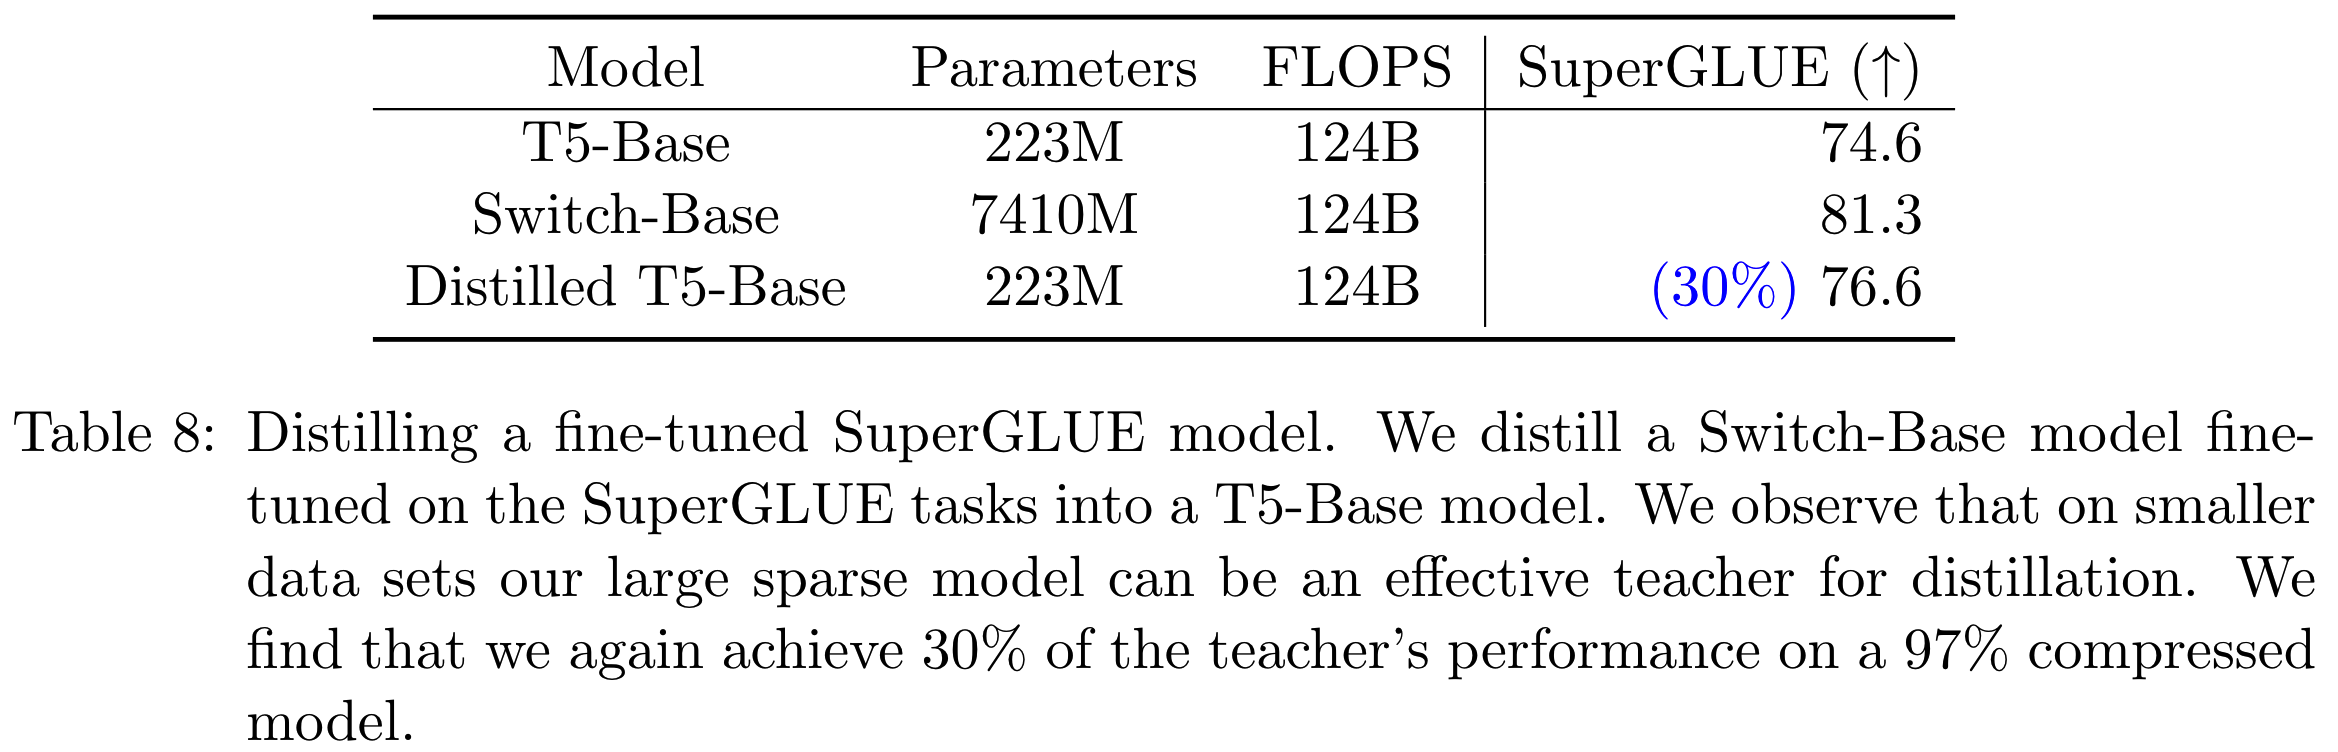 Model Parameters FLOPS SuperGLUE (↑)
T5-Base 223M 124B 74.6
Switch-Base 7410M 124B 81.3
Distilled T5-Base 223M 124B (30%) 76.6
Table 8: Distilling a fine-tuned SuperGLUE model. We distill a Switch-Base model fine-
tuned on the SuperGLUE tasks into a T5-Base model. We observe that on smaller
data sets our large sparse model can be an effective teacher for distillation. We
find that we again achieve 30% of the teacher's performance on a 97% compressed
model.